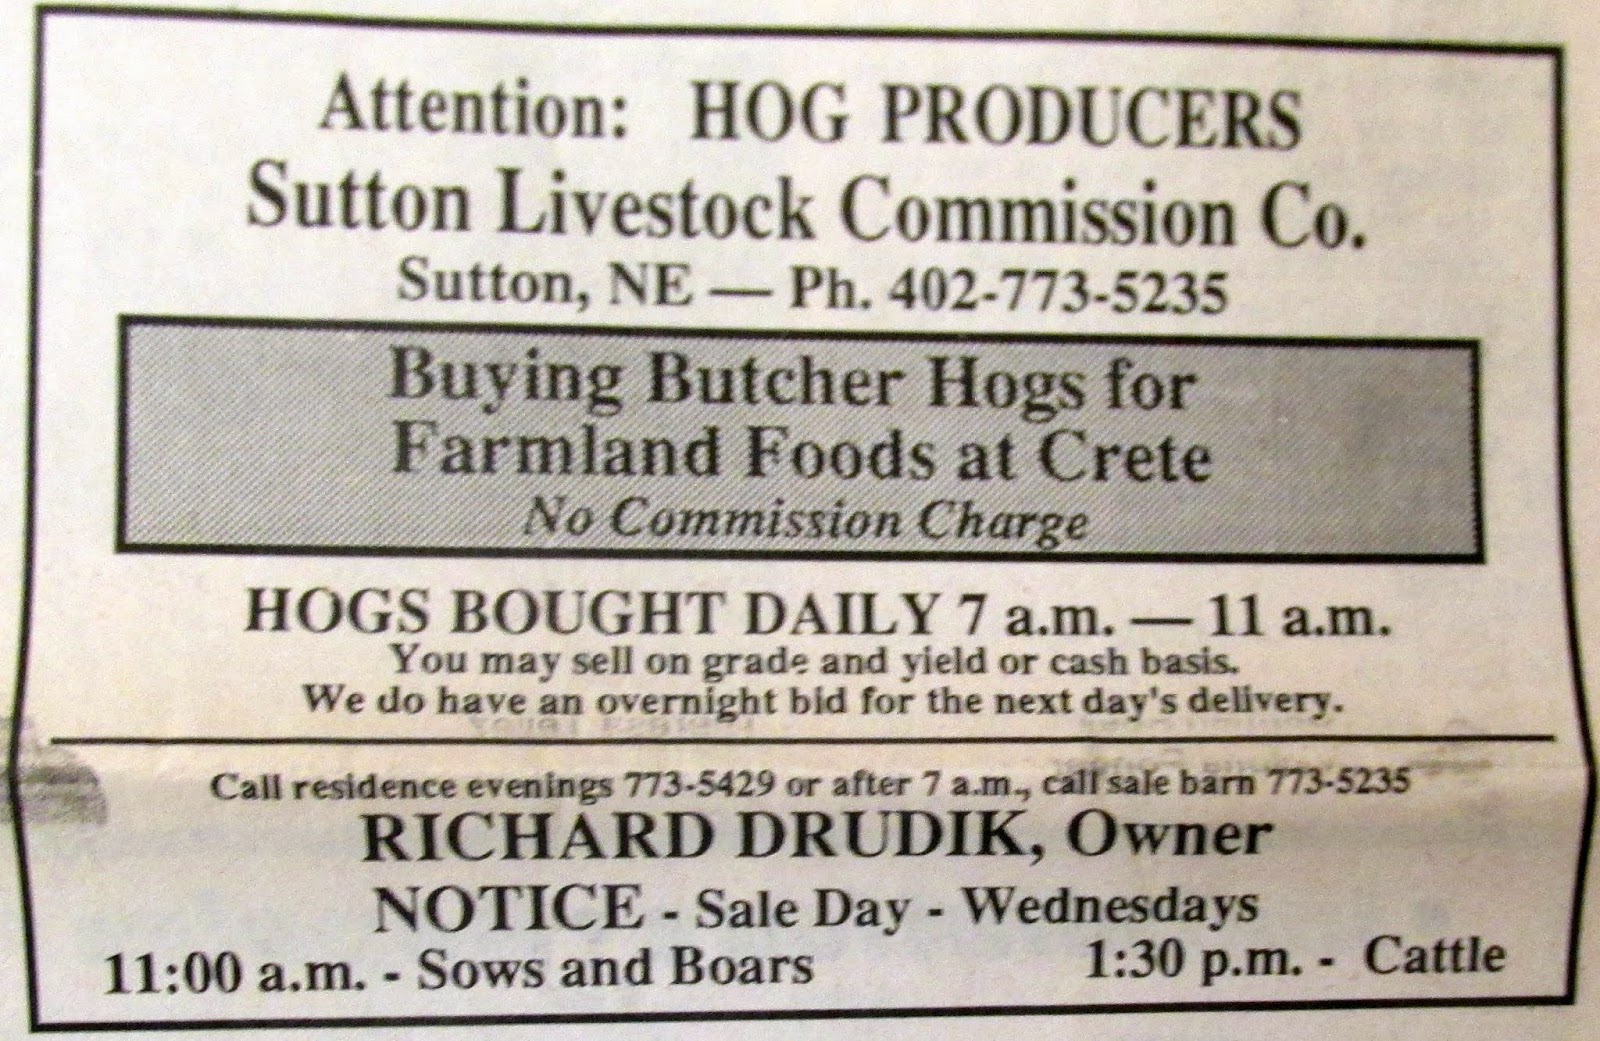 Attention: HOG PRODUCERS
Sutton Livestock Commission Co.
Sutton, NE — Ph. 402-773-5235
Buying Butcher Hogs for
Farmland Foods at Crete
No Commission Charge
HOGS BOUGHT DAILY 7 a.m. — 11 a.m.
You may sell on grade and yield or cash basis.
We do have an overnight bid for the next day's delivery.
Call residence evenings 773-5429 or after 7 a.m., call sale barn 773-5235
RICHARD DRUDIK, Owner
NOTICE - Sale Day - Wednesdays
11:00 a.m. - Sows and Boars 1:30 p.m. - Cattle